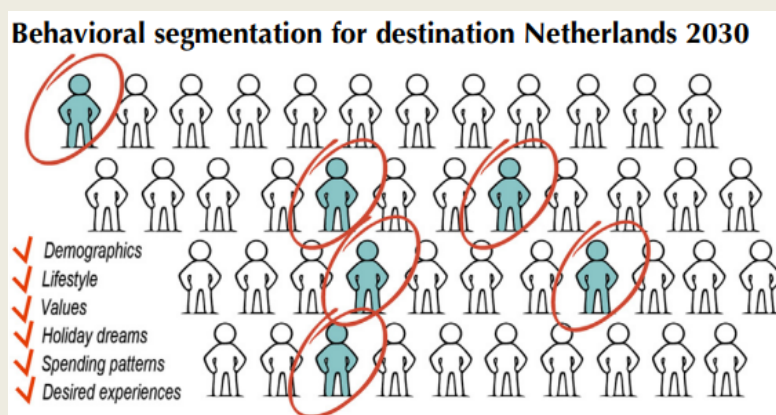 Behavioral segmentation for destination Netherlands 2030
Demographics
Lifestyle
Values
Holiday dreams
Spending patterns
Desired experiences